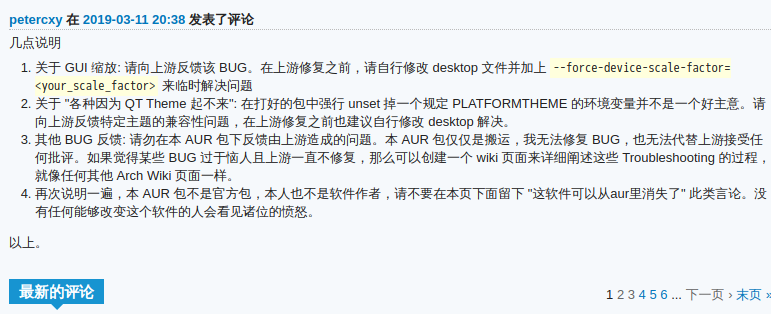 petercxy 在 2019-03-11 20:38 发表了评论
几点说明
1. 关于 GUI 缩放: 请向上游反馈该 BUG。在上游修复之前，请自行修改 desktop 文件并加上 --force-device-scale-factor=
<your_scale_factor> 来临时解决问题
2. 关于 "各种因为 QT Theme 起不来": 在打好的包中强行 unset 掉一个规定 PLATFORMTHEME 的环境变量并不是一个好主意。请
向上游反馈特定主题的兼容性问题，在上游修复之前也建议自行修改 desktop 解决。
3. 其他 BUG 反馈: 请勿在本 AUR 包下反馈由上游造成的问题。本 AUR 包仅仅是搬运，我无法修复 BUG，也无法代替上游接受任
何批评。如果觉得某些 BUG 过于恼人且上游一直不修复，那么可以创建一个 wiki 页面来详细阐述这些 Troubleshooting 的过程，
就像任何其他 Arch Wiki 页面一样。
4. 再次说明一遍，本 AUR 包不是官方包，本人也不是软件作者，请不要在本页下面留下 "这软件可以从aur里消失了" 此类言论。没
有任何能够改变这个软件的人会看见诸位的愤怒。
以上。
最新的评论
1 2 3 4 5 6 ... 下一页 › 末页 »